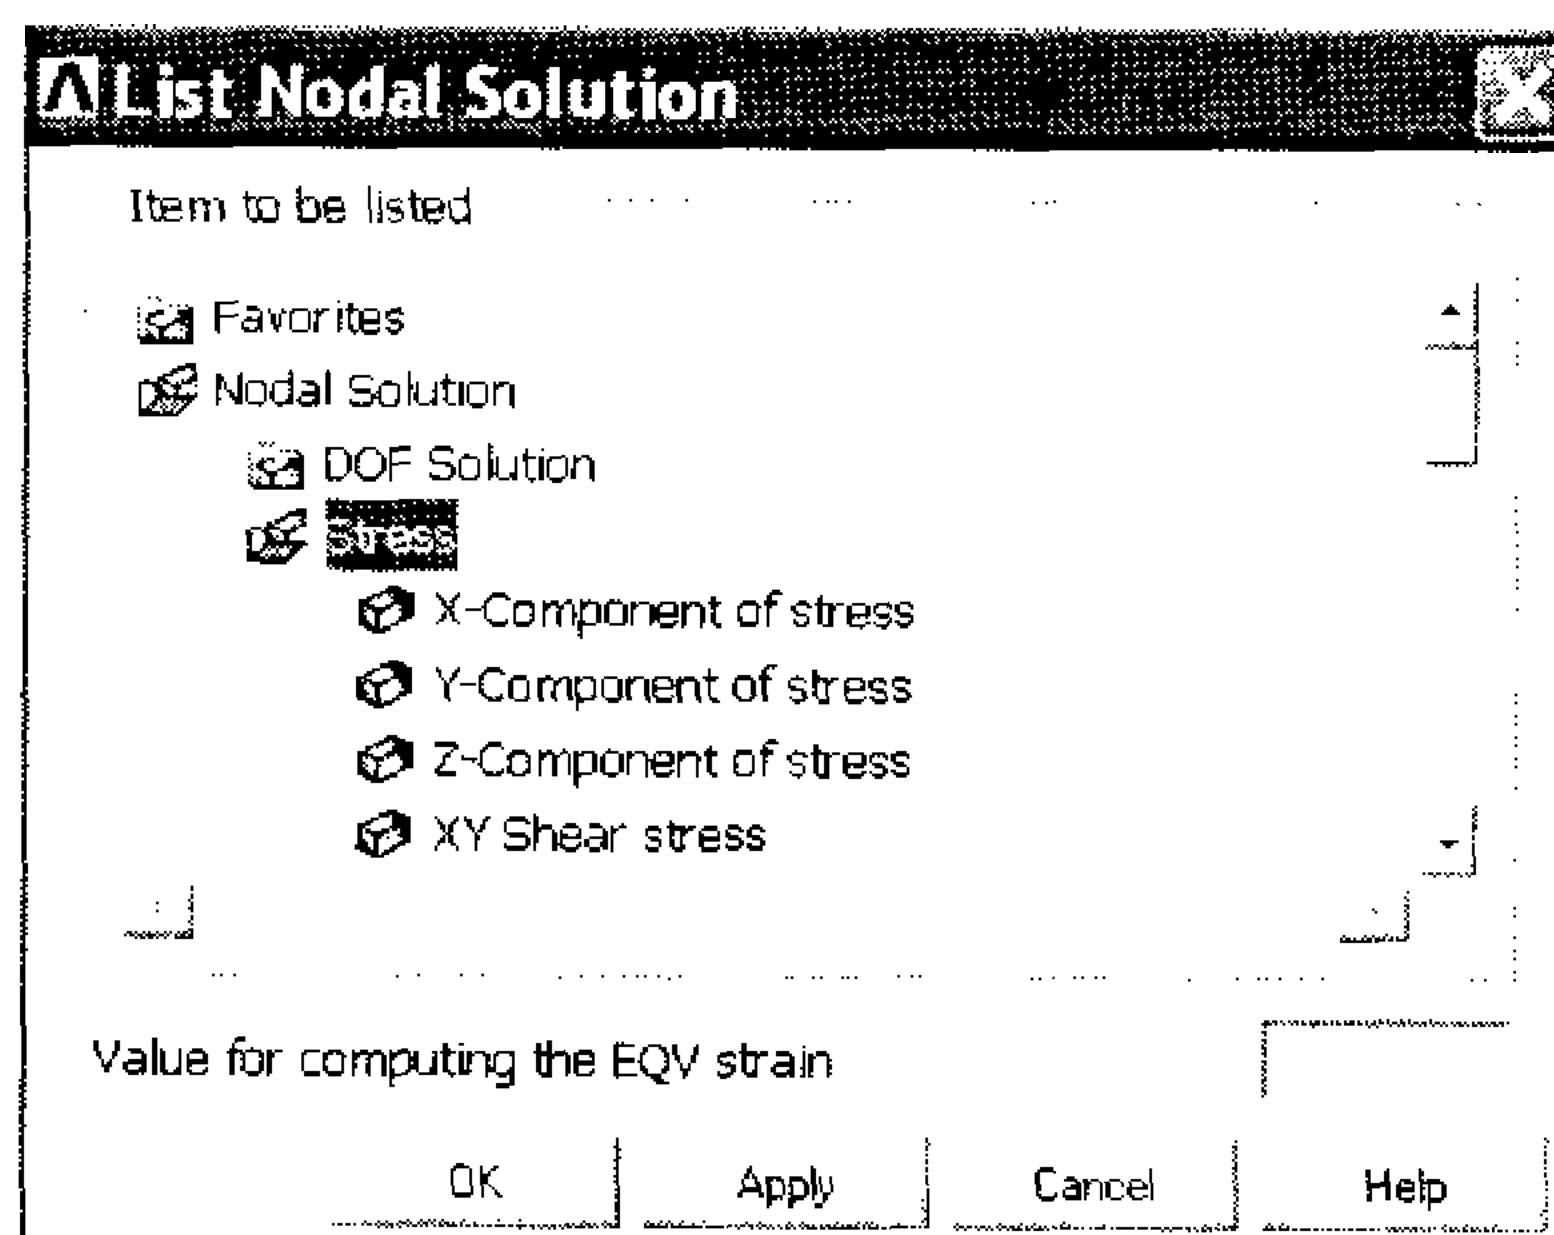 List Nodal Solution
Item to be listed
Favorites
Nodal Solution
DOF Solution
Stress
X-Component of stress
Y-Component of stress
Z-Component of stress
XY Shear stress
Value for computing the EQV strain
OK Apply Cancel Help